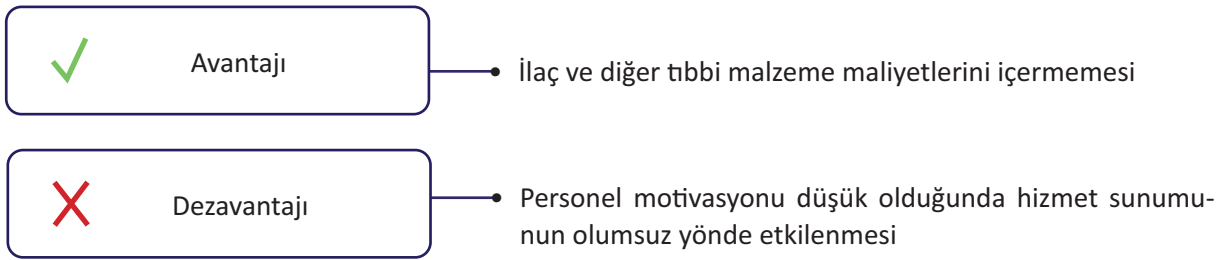 Avantajı
• İlaç ve diğer tıbbi malzeme maliyetlerini içermemesi
Dezavantajı
• Personel motivasyonu düşük olduğunda hizmet sunumu-
nun olumsuz yönde etkilenmesi